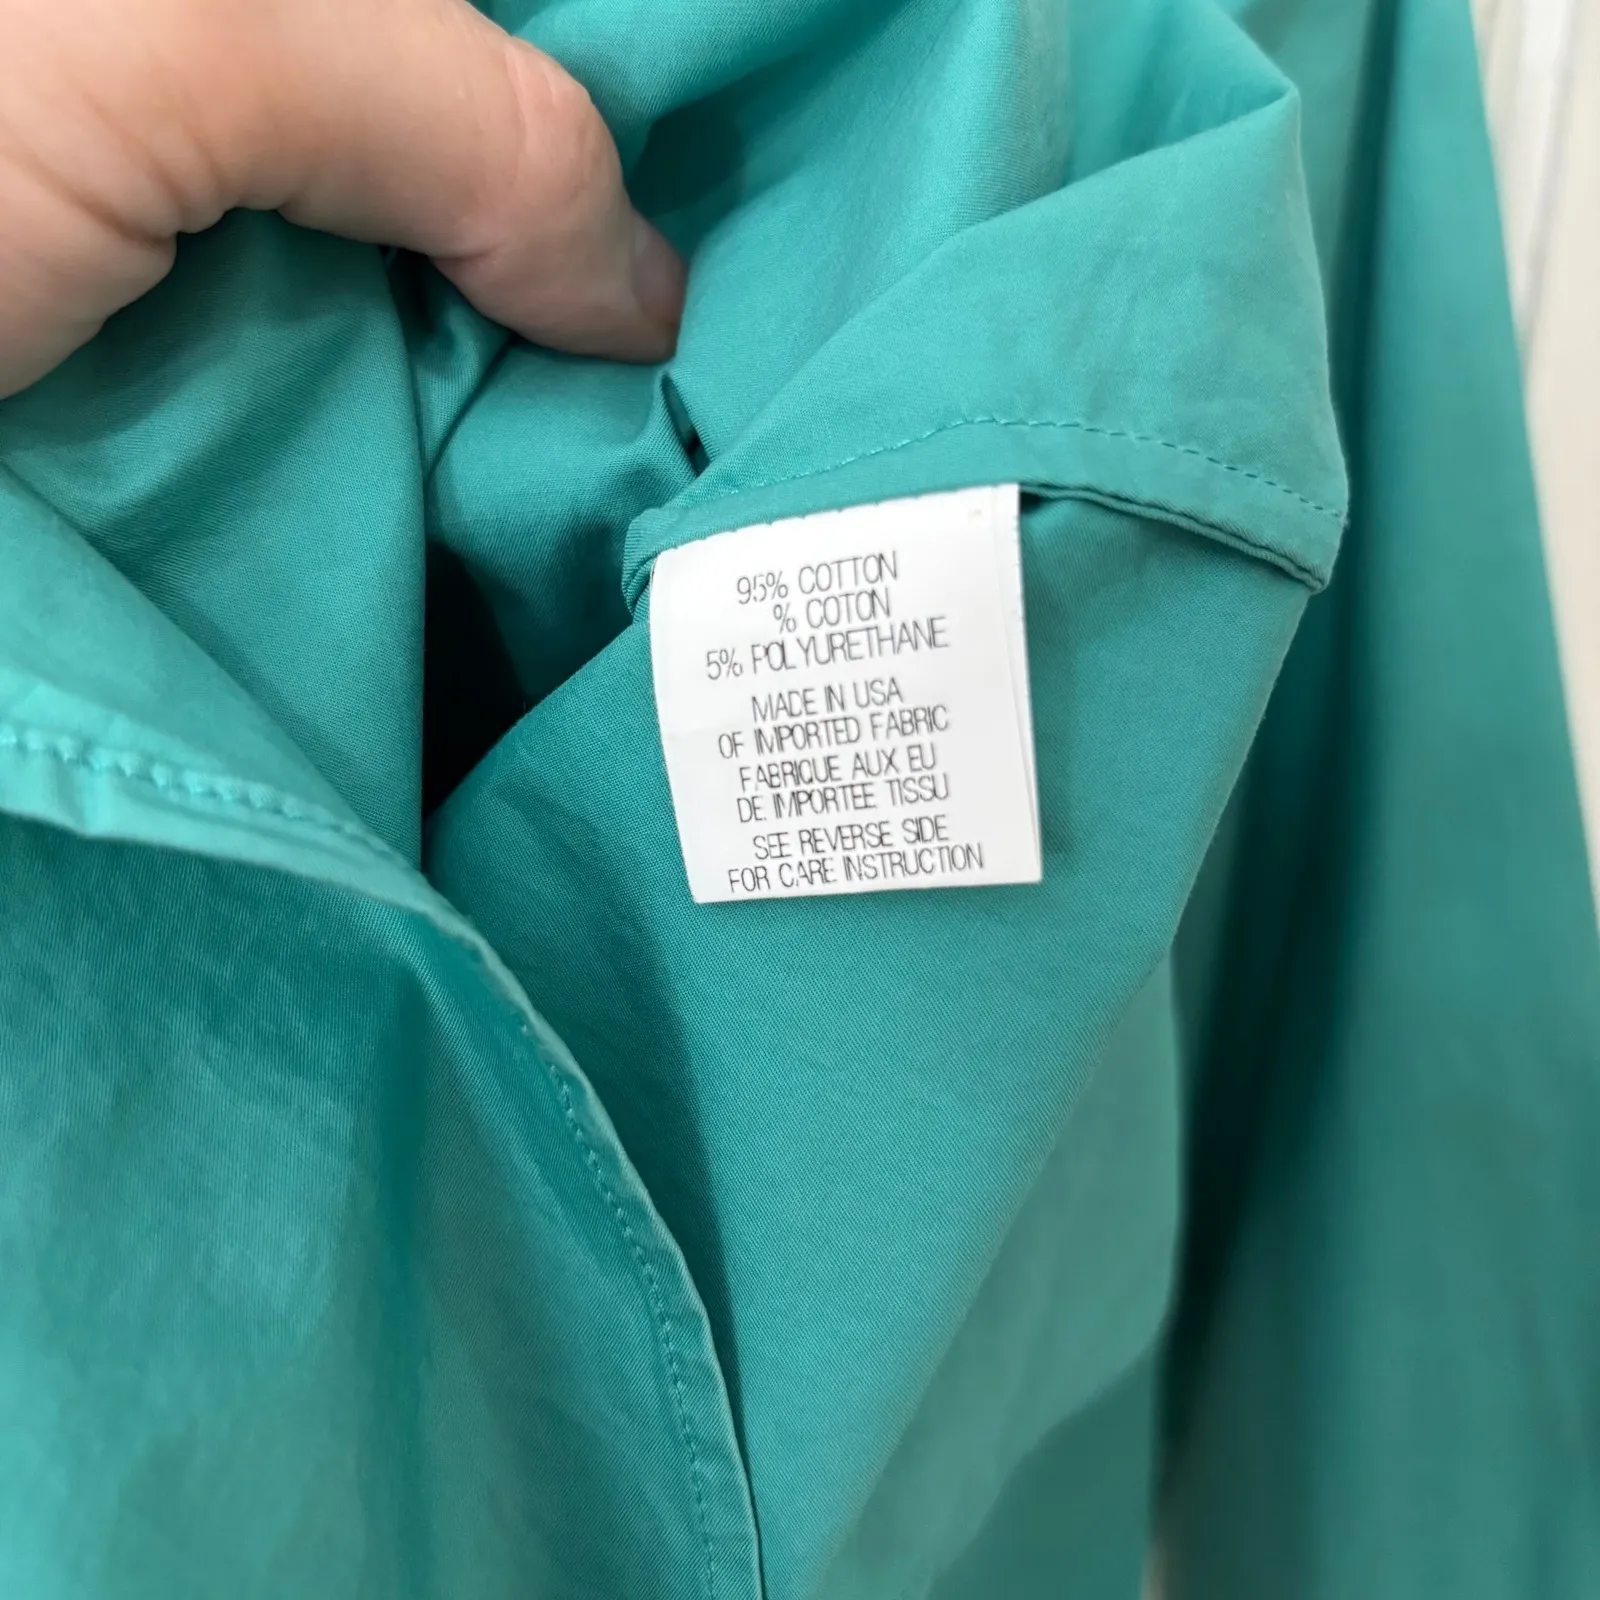 95% COTTON
% COTON
5% POLYURETHANE
MADE IN USA
OF IMPORTED FABRIC
FABRIQUE AUX EU
DE IMPORTEE TISSU
SEE REVERSE SIDE
FOR CARE INSTRUCTION